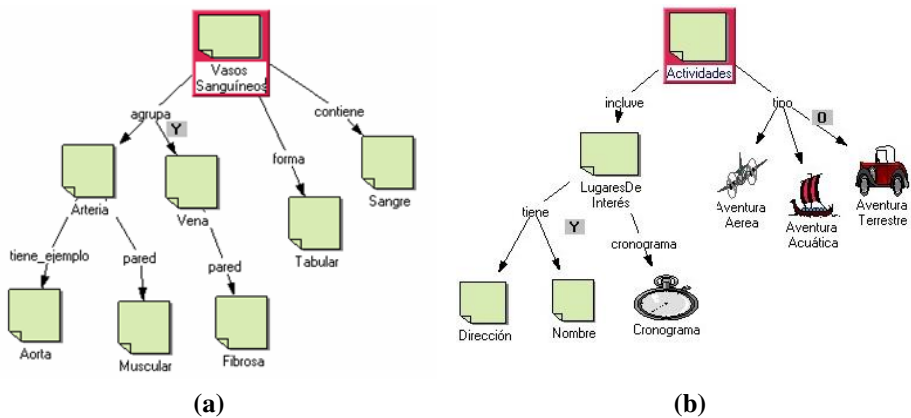 Vasos
Sanguíneos
agrupa
Y
contiene
forma
Arteria
Vena
Sangre
Tabular
tiene_ejemplo
pared
pared
Aorta
Muscular
Fibrosa
(a)
Actividades
incluye
tipo
O
LugaresDe
Interés
Aventura
Aerea
Aventura
Acuática
Aventura
Terrestre
tiene
Y
cronograma
Dirección
Nombre
Cronograma
(b)